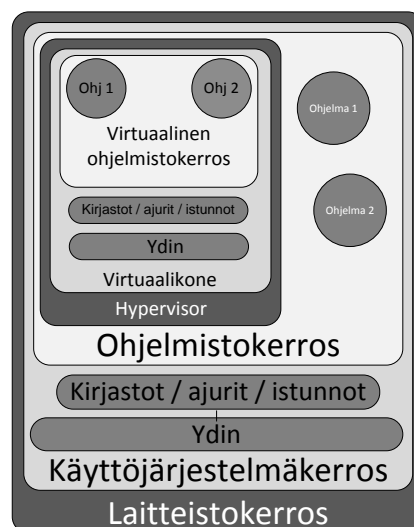 Ohj 1
Ohj 2
Virtuaalinen
ohjelmistokerros
Kirjastot / ajurit / istunnot
Ydin
Virtuaalikone
Hypervisor
Ohjelma 1
Ohjelma 2
Ohjelmistokerros
Kirjastot / ajurit / istunnot
Ydin
Käyttöjärjestelmäkerros
Laitteistokerros